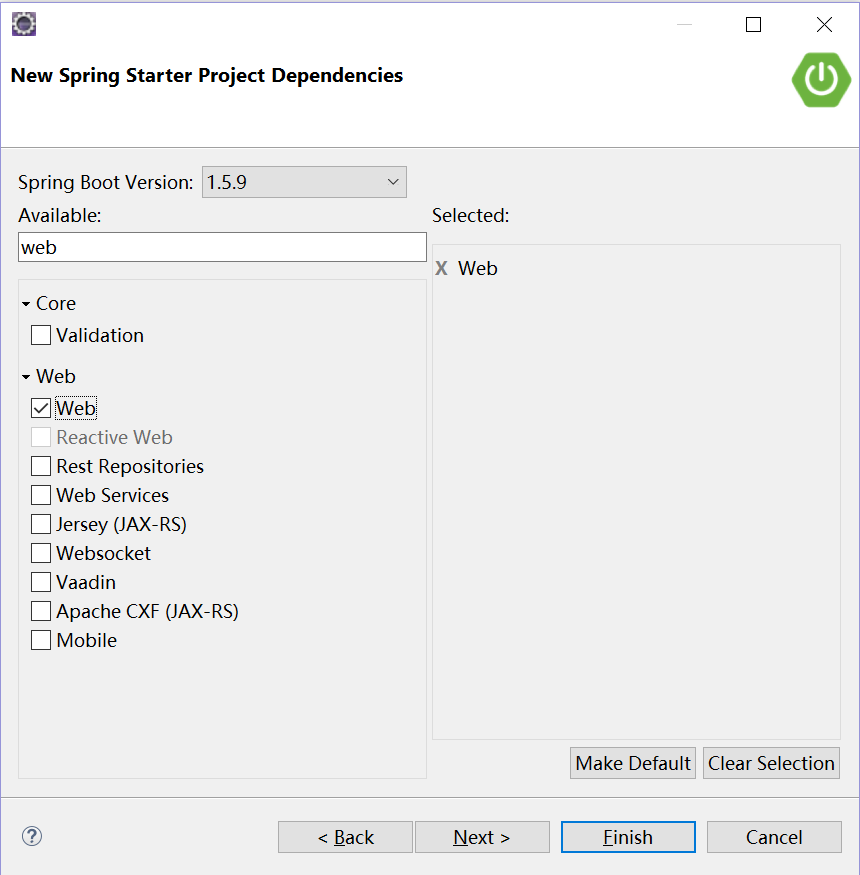 New Spring Starter Project Dependencies
Spring Boot Version: 1.5.9
Available:
Selected:
web
X Web
Core
Validation
Web
Web
Reactive Web
Rest Repositories
Web Services
Jersey (JAX-RS)
Websocket
Vaadin
Apache CXF (JAX-RS)
Mobile
Make Default
Clear Selection
?
< Back
Next >
Finish
Cancel